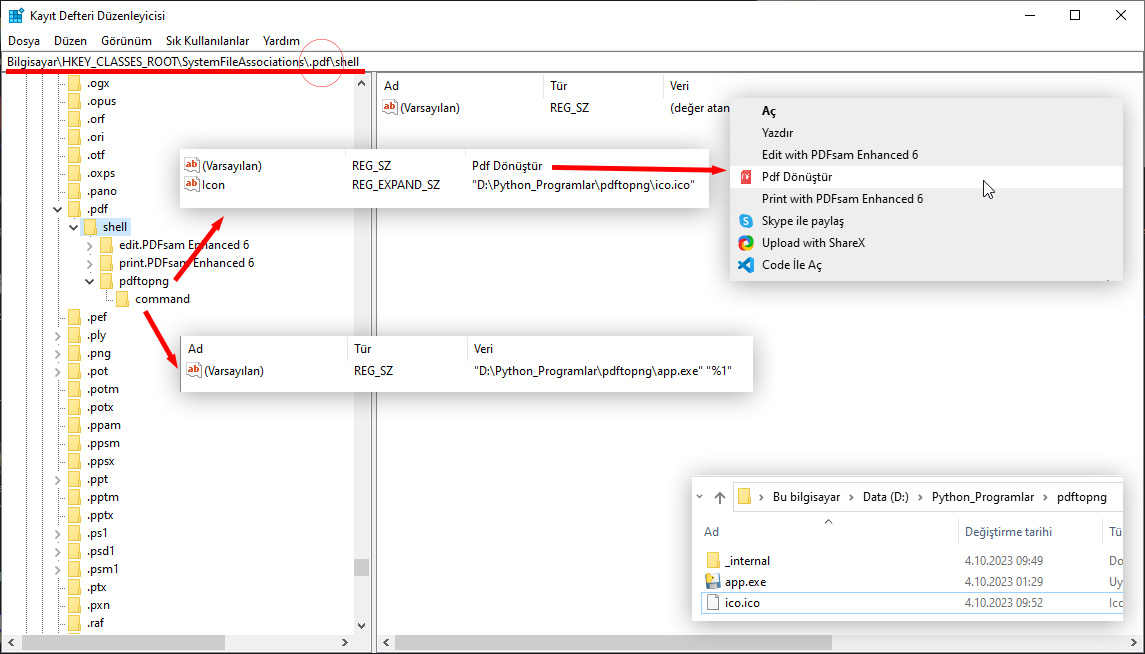 Kayıt Defteri Düzenleyicisi
Dosya Düzen Görünüm Sık Kullanılanlar Yardım
Bilgisayar\HKEY_CLASSES_ROOT\SystemFileAssociations\.pdf\shell
.ogx
.opus
.orf
.ori
.otf
.oxps
.pano
.pdf
shell
edit.PDFsam Enhanced 6
print.PDFsam Enhanced 6
pdftopng
command
.pef
.ply
.png
.pot
.potm
.potx
.ppam
.ppsm
.ppsx
.ppt
.pptm
.pptx
.ps1
.psd1
.psm1
.ptx
.pxn
.raf
Ad Tür Veri
(Varsayılan) REG_SZ (değer atan
(Varsayılan) REG_SZ Pdf Dönüştür
Icon REG_EXPAND_SZ "D:\Python_Programlar\pdftopng\ico.ico"
Aç
Yazdır
Edit with PDFsam Enhanced 6
Pdf Dönüştür
Print with PDFsam Enhanced 6
Skype ile paylaş
Upload with ShareX
Code İle Aç
Ad Tür Veri
(Varsayılan) REG_SZ "D:\Python_Programlar\pdftopng\app.exe" "%1"
Bu bilgisayar > Data (D:) > Python_Programlar > pdftopng
Ad Değiştirme tarihi Tü
_internal 4.10.2023 09:49 Do
app.exe 4.10.2023 01:29 Uy
ico.ico 4.10.2023 09:52 Icc